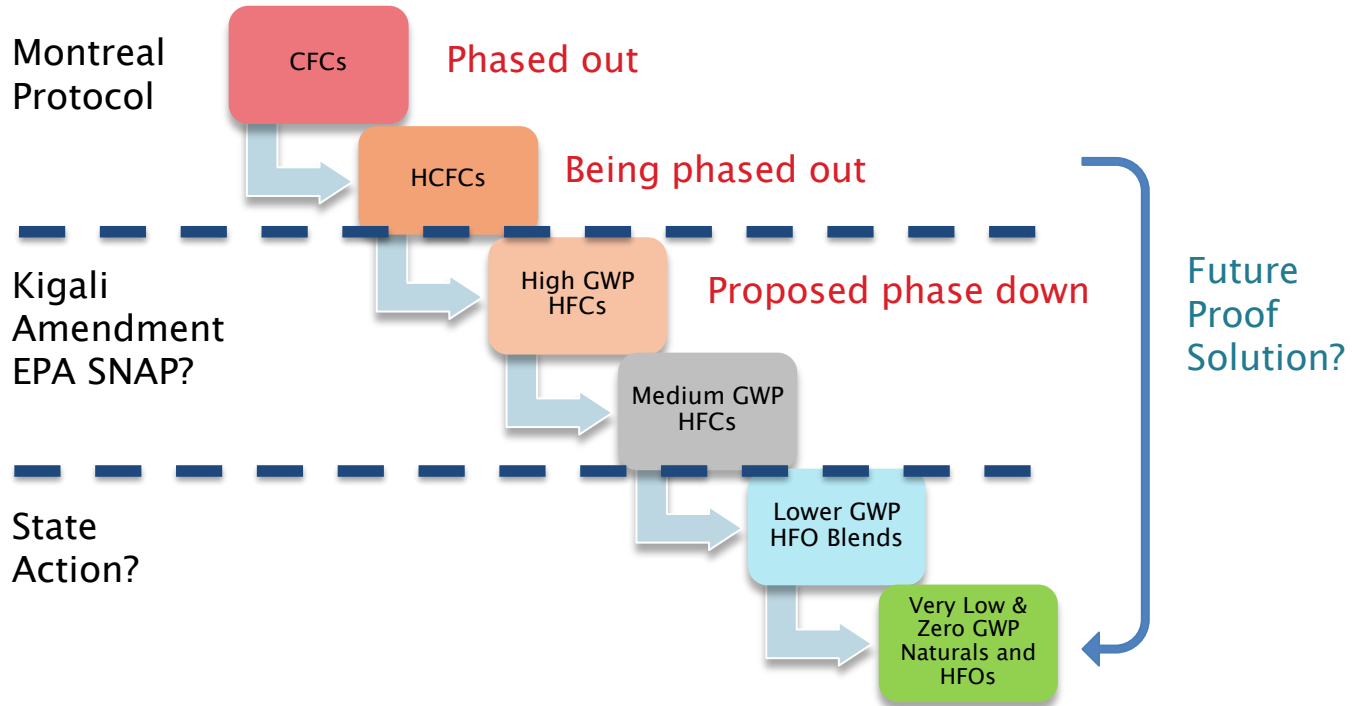 Montreal
Protocol
CFCs
Phased out
HCFCs
Being phased out
Kigali
Amendment
EPA SNAP?
High GWP
HFCs
Proposed phase down
Medium GWP
HFCs
Future
Proof
Solution?
State
Action?
Lower GWP
HFO Blends
Very Low &
Zero GWP
Naturals and
HFOs